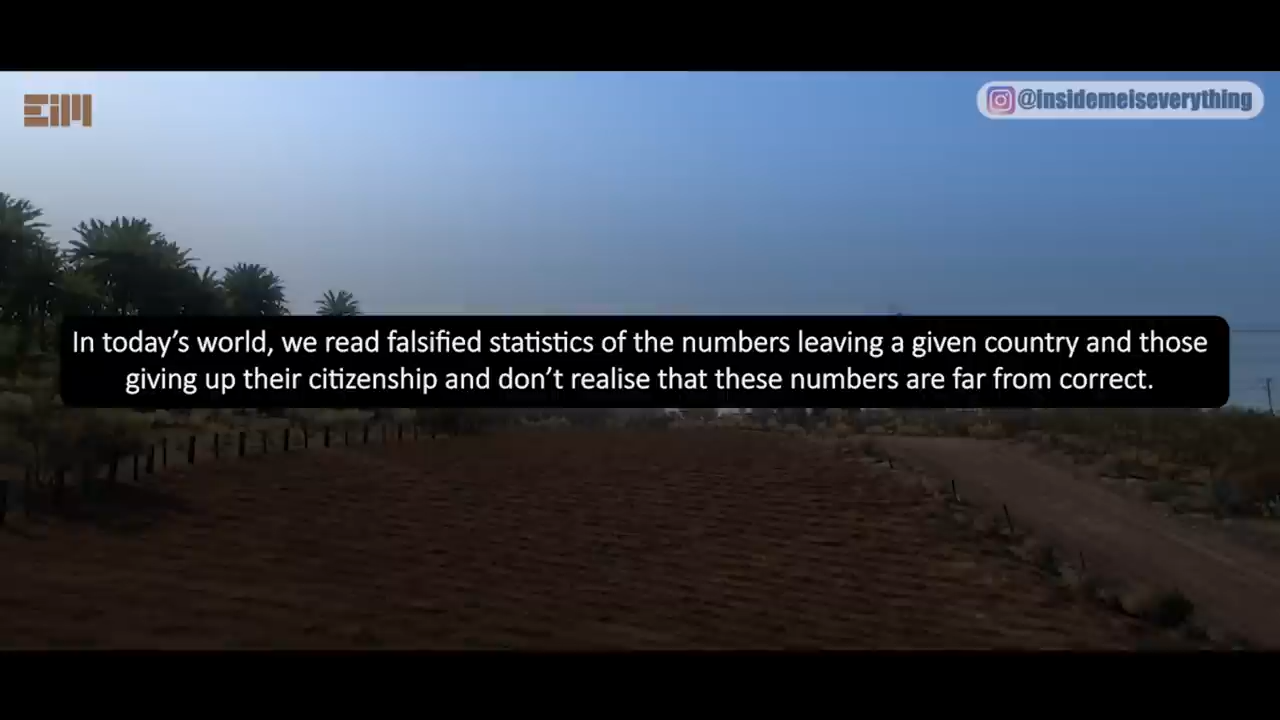 EiM
@insidemeiseverything
In today’s world, we read falsified statistics of the numbers leaving a given country and those
giving up their citizenship and don’t realise that these numbers are far from correct.